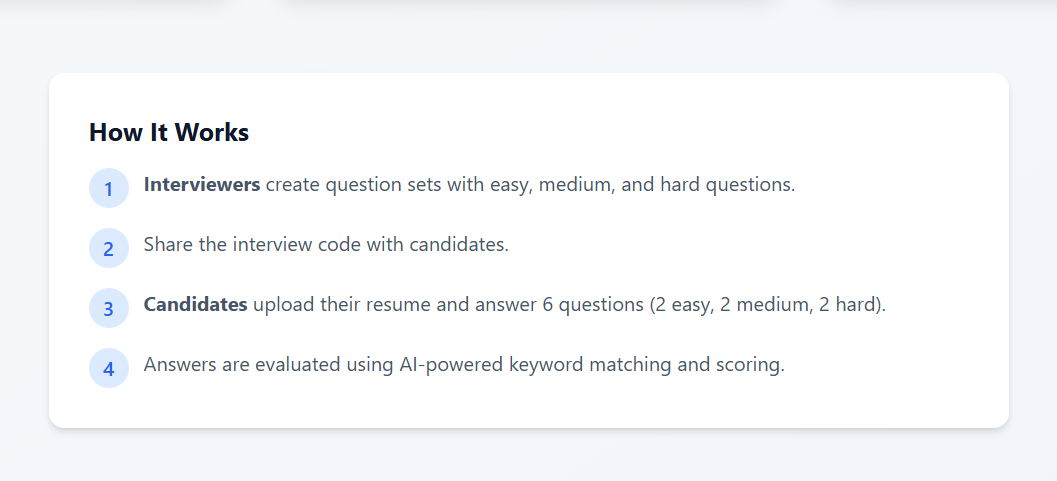 How It Works
1 Interviewers create question sets with easy, medium, and hard questions.
2 Share the interview code with candidates.
3 Candidates upload their resume and answer 6 questions (2 easy, 2 medium, 2 hard).
4 Answers are evaluated using AI-powered keyword matching and scoring.